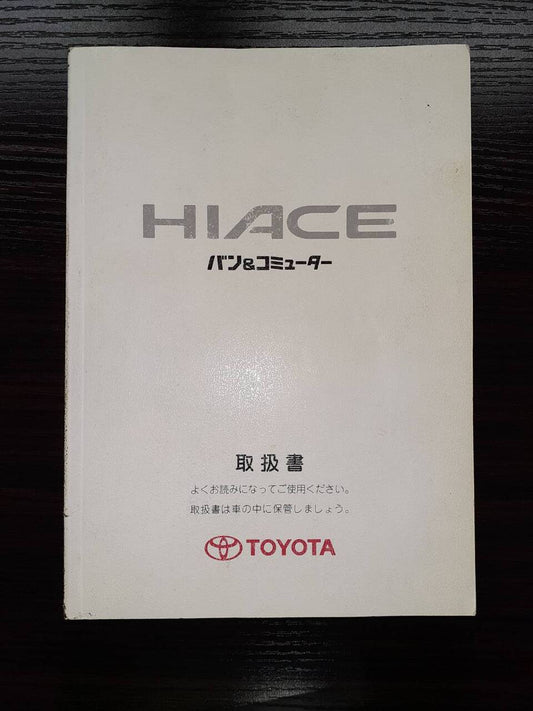 HIACE
バン&コミューター
取扱書
よくお読みになってご使用ください。
取扱書は車の中に保管しましょう。
TOYOTA